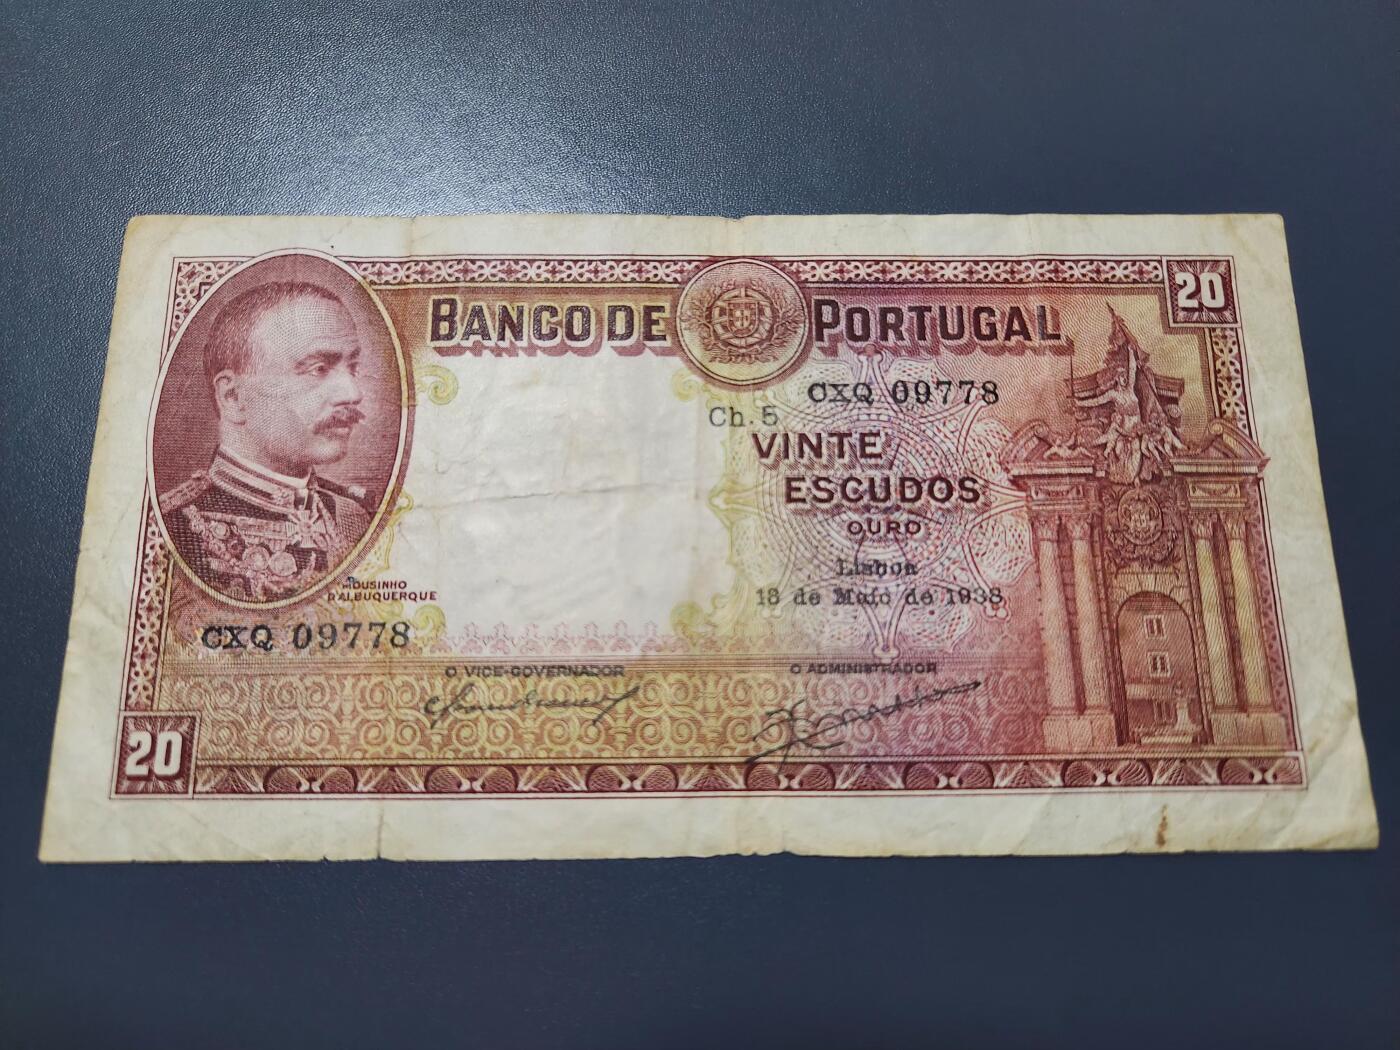 20
BANCO DE PORTUGAL
CXQ 09778
Ch. 5
VINTE
ESCUDOS
OURO
Lisboa
13 de Maio de 1938
MOUSINHO
D'ALBUQUERQUE
CXQ 09778
O VICE-GOVERNADOR
O ADMINISTRADOR
20